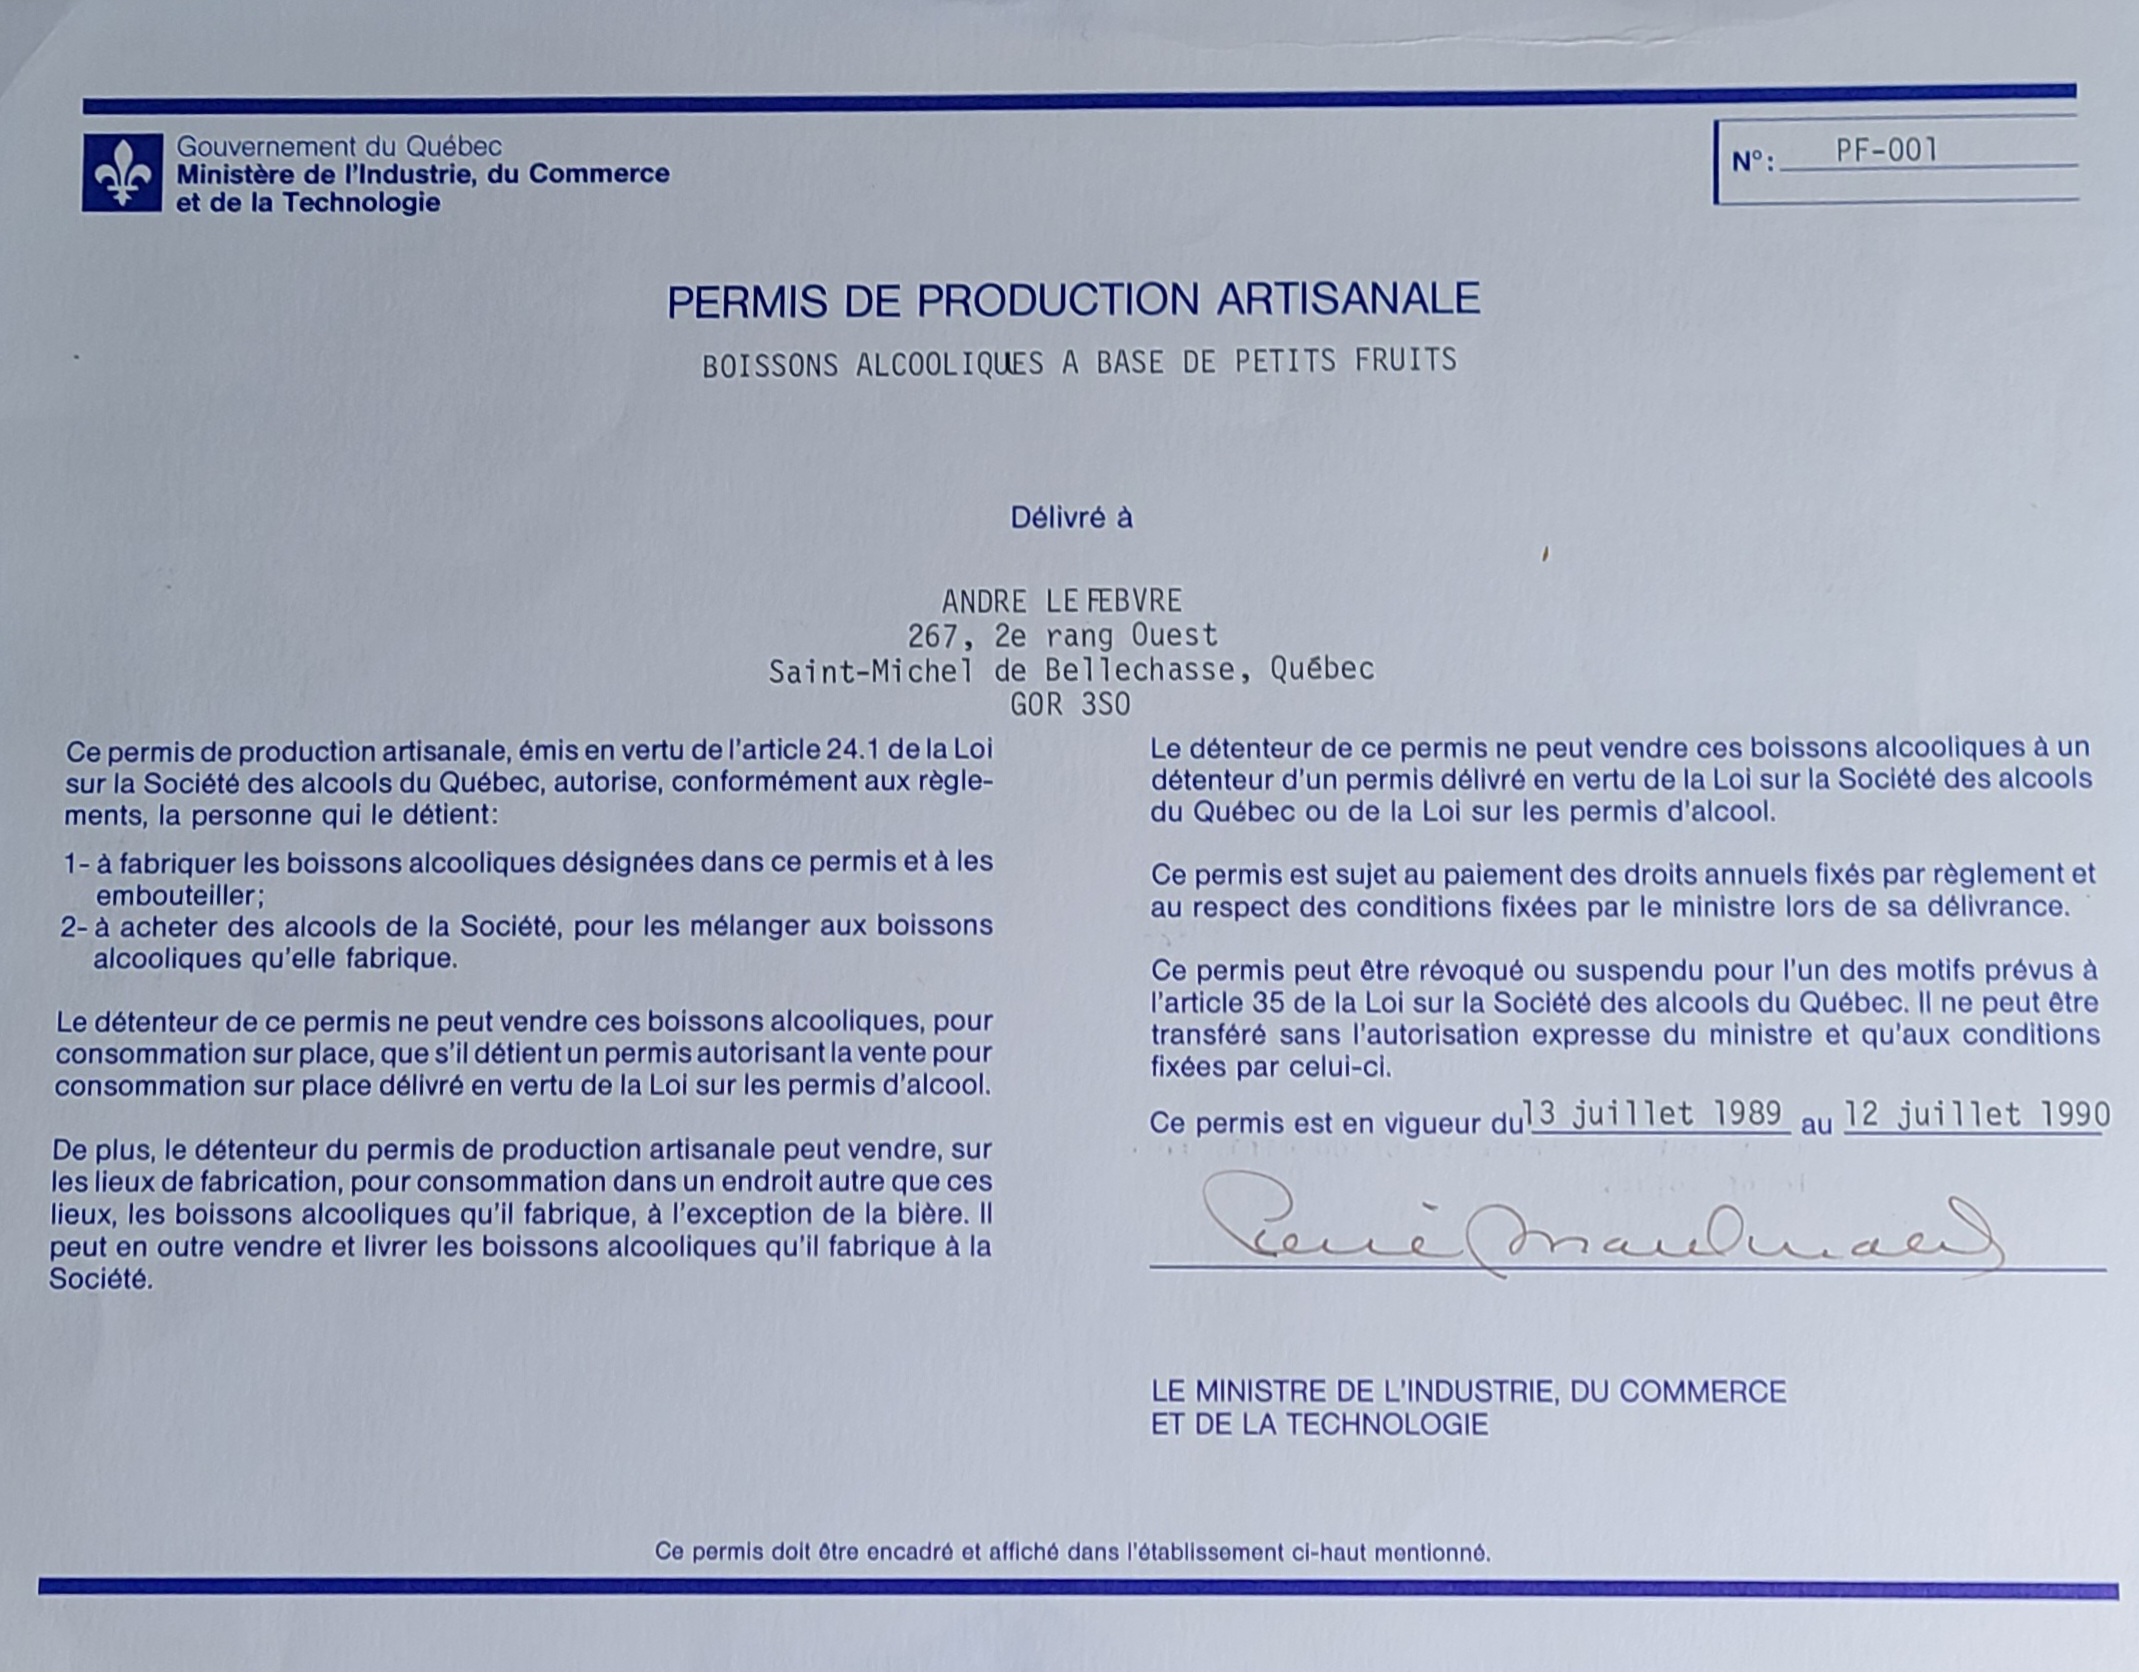 Gouvernement du Québec
Ministère de l'Industrie, du Commerce
et de la Technologie
N°: PF-001
PERMIS DE PRODUCTION ARTISANALE
BOISSONS ALCOOLIQUES A BASE DE PETITS FRUITS
Délivré à
ANDRE LEFEBVRE
267, 2e rang Ouest
Saint-Michel de Bellechasse, Québec
GOR 3SO
Ce permis de production artisanale, émis en vertu de l'article 24.1 de la Loi
sur la Société des alcools du Québec, autorise, conformément aux règle-
ments, la personne qui le détient:
1- à fabriquer les boissons alcooliques désignées dans ce permis et à les
embouteiller;
2- à acheter des alcools de la Société, pour les mélanger aux boissons
alcooliques qu'elle fabrique.
Le détenteur de ce permis ne peut vendre ces boissons alcooliques, pour
consommation sur place, que s'il détient un permis autorisant la vente pour
consommation sur place délivré en vertu de la Loi sur les permis d'alcool.
De plus, le détenteur du permis de production artisanale peut vendre, sur
les lieux de fabrication, pour consommation dans un endroit autre que ces
lieux, les boissons alcooliques qu'il fabrique, à l'exception de la bière. Il
peut en outre vendre et livrer les boissons alcooliques qu'il fabrique à la
Société.
Le détenteur de ce permis ne peut vendre ces boissons alcooliques à un
détenteur d'un permis délivré en vertu de la Loi sur la Société des alcools
du Québec ou de la Loi sur les permis d'alcool.
Ce permis est sujet au paiement des droits annuels fixés par règlement et
au respect des conditions fixées par le ministre lors de sa délivrance.
Ce permis peut être révoqué ou suspendu pour l'un des motifs prévus à
l'article 35 de la Loi sur la Société des alcools du Québec. Il ne peut être
transféré sans l'autorisation expresse du ministre et qu'aux conditions
fixées par celui-ci.
Ce permis est en vigueur du 13 juillet 1989 au 12 juillet 1990
LE MINISTRE DE L'INDUSTRIE, DU COMMERCE
ET DE LA TECHNOLOGIE
Ce permis doit être encadré et affiché dans l'établissement ci-haut mentionné.